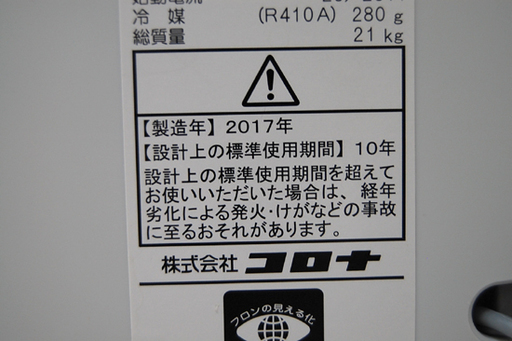 冷媒 (R410A) 280g
総質量 21kg
【製造年】2017年
【設計上の標準使用期間】10年
設計上の標準使用期間を超えて
お使いいただいた場合は、経年
劣化による発火・けがなどの事故
に至るおそれがあります。
株式会社 コロナ
フロンの見える化